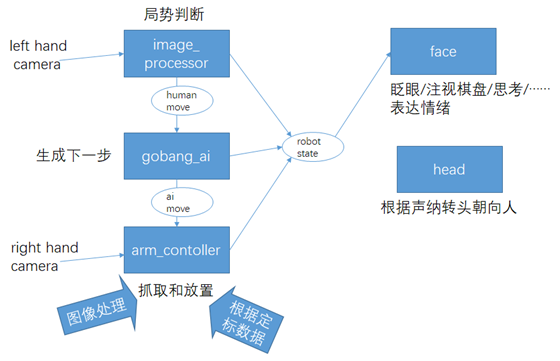 局势判断
left hand
camera
image_
processor
human
move
生成下一步
gobang_ai
ai
move
right hand
camera
arm_contoller
抓取和放置
图像处理
根据定
标数据
robot
state
face
眨眼/注视棋盘/思考/……
表达情绪
head
根据声纳转头朝向人